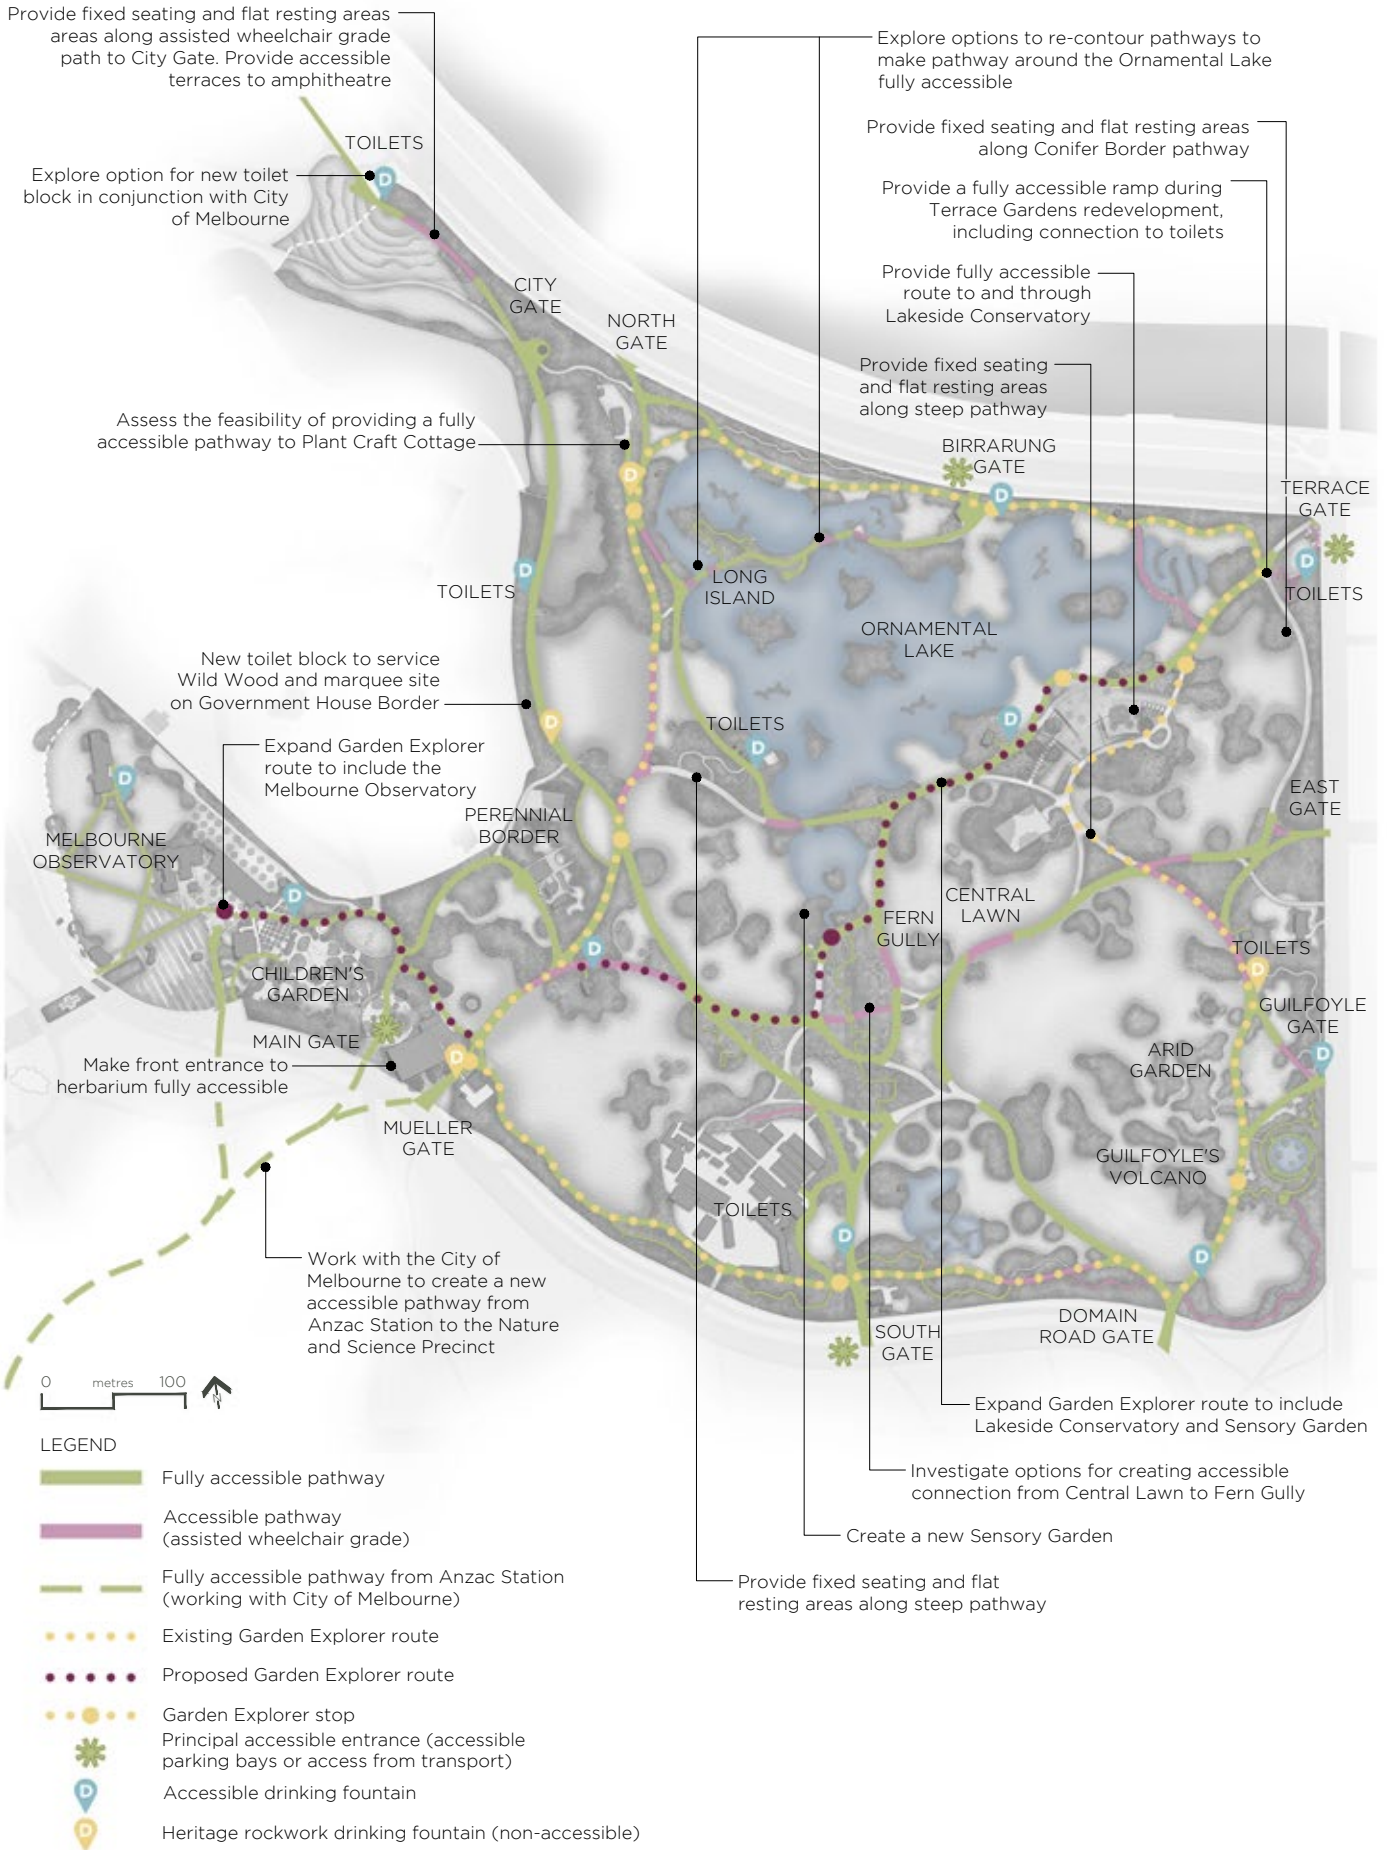 Provide fixed seating and flat resting areas
areas along assisted wheelchair grade
path to City Gate. Provide accessible
terraces to amphitheatre
Explore options to re-contour pathways to
make pathway around the Ornamental Lake
fully accessible
Provide fixed seating and flat resting areas
along Conifer Border pathway
TOILETS
Explore option for new toilet
block in conjunction with City
of Melbourne
D
Provide a fully accessible ramp during
Terrace Gardens redevelopment,
including connection to toilets
Provide fully accessible
route to and through
Lakeside Conservatory
CITY
GATE
NORTH
GATE
Provide fixed seating
and flat resting areas
along steep pathway
Assess the feasibility of providing a fully
accessible pathway to Plant Craft Cottage
BIRRARUNG
GATE
D
D
TERRACE
GATE
D
TOILETS
D
TOILETS
LONG
ISLAND
ORNAMENTAL
LAKE
New toilet block to service
Wild Wood and marquee site
on Government House Border
D
TOILETS
D
D
Expand Garden Explorer
route to include the
Melbourne Observatory
D
EAST
GATE
PERENNIAL
BORDER
MELBOURNE
OBSERVATORY
D
CENTRAL
LAWN
FERN
GULLY
D
TOILETS
D
CHILDREN'S
GARDEN
GUILFOYLE
GATE
D
MAIN GATE
D
ARID
GARDEN
Make front entrance to
herbarium fully accessible
MUELLER
GATE
GUILFOYLE'S
VOLCANO
TOILETS
D
D
Work with the City of
Melbourne to create a new
accessible pathway from
Anzac Station to the Nature
and Science Precinct
SOUTH
GATE
DOMAIN
ROAD GATE
0 metres 100
N
Expand Garden Explorer route to include
Lakeside Conservatory and Sensory Garden
Investigate options for creating accessible
connection from Central Lawn to Fern Gully
Create a new Sensory Garden
Provide fixed seating and flat
resting areas along steep pathway
LEGEND
Fully accessible pathway
Accessible pathway
(assisted wheelchair grade)
Fully accessible pathway from Anzac Station
(working with City of Melbourne)
Existing Garden Explorer route
Proposed Garden Explorer route
Garden Explorer stop
Principal accessible entrance (accessible
parking bays or access from transport)
D
Accessible drinking fountain
D
Heritage rockwork drinking fountain (non-accessible)